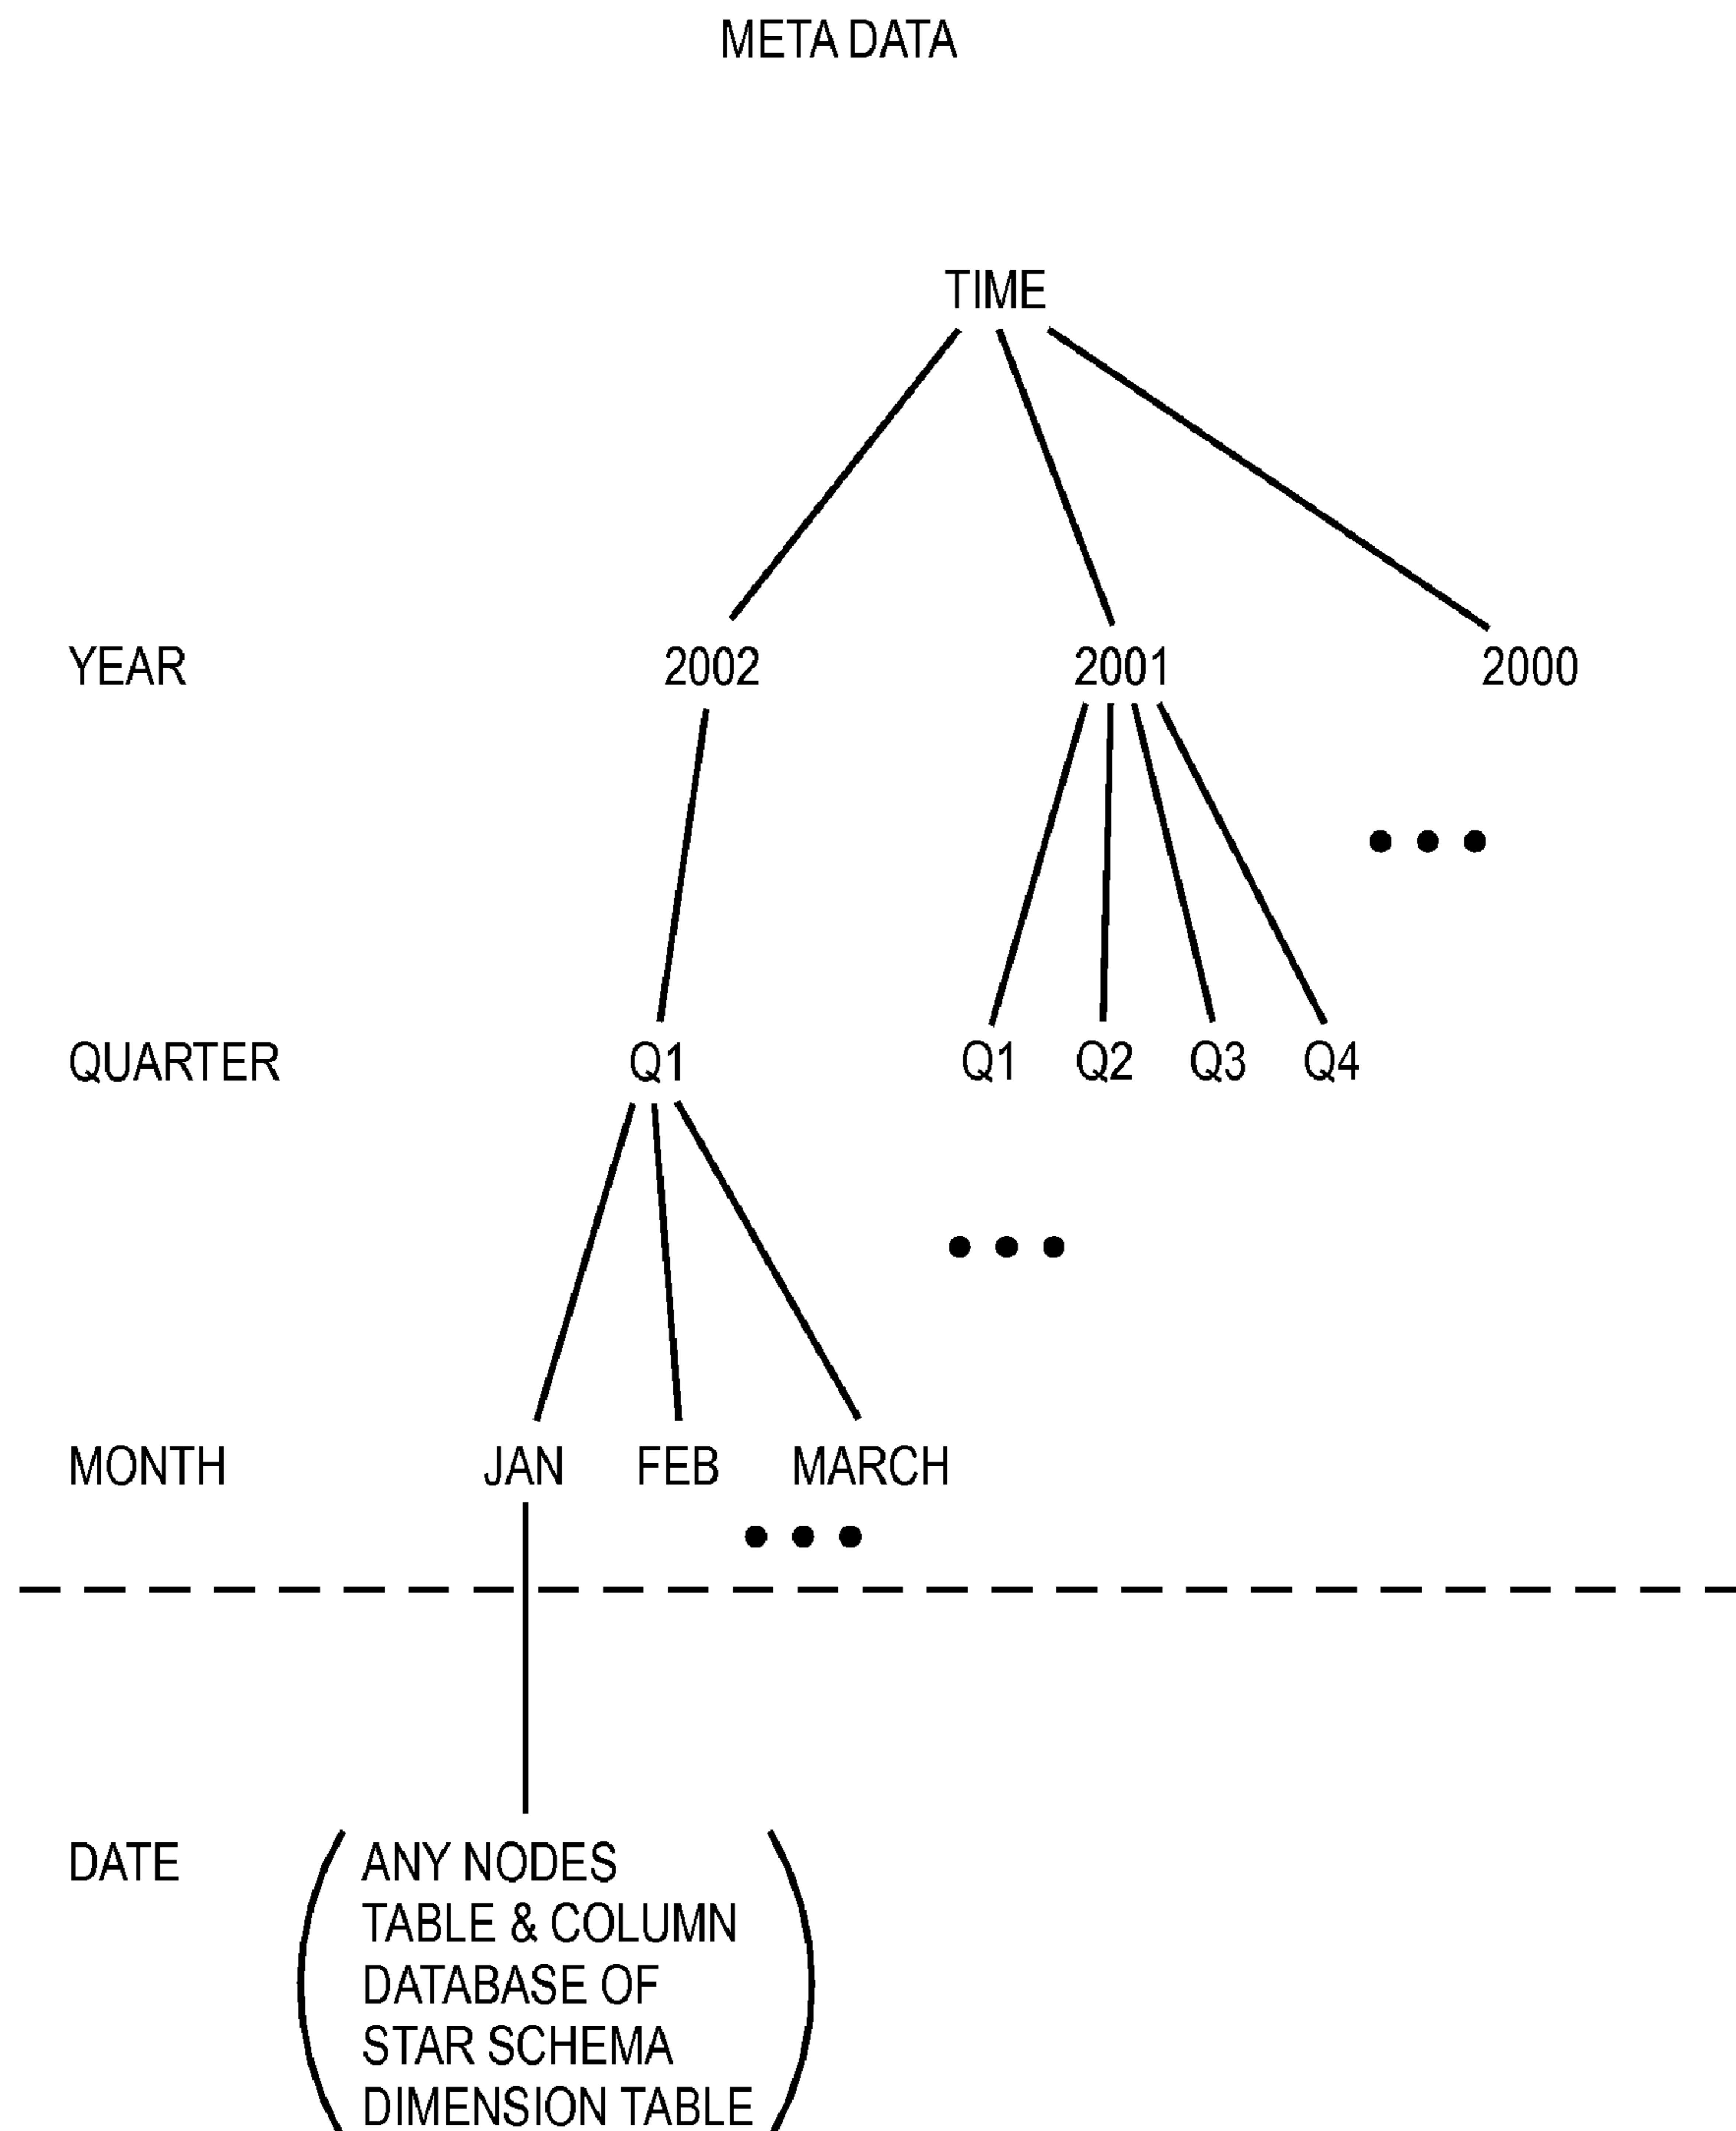 META DATA
TIME
YEAR 2002 2001 2000
QUARTER Q1 Q1 Q2 Q3 Q4
MONTH JAN FEB MARCH
DATE ANY NODES
TABLE & COLUMN
DATABASE OF
STAR SCHEMA
DIMENSION TABLE